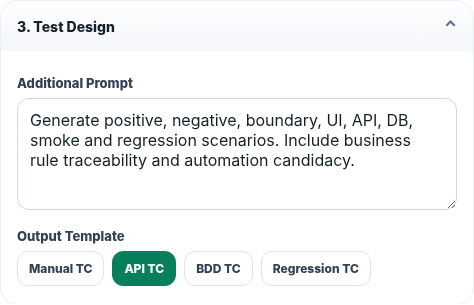 3. Test Design
Additional Prompt
Generate positive, negative, boundary, UI, API, DB,
smoke and regression scenarios. Include business
rule traceability and automation candidacy.
Output Template
Manual TC
API TC
BDD TC
Regression TC